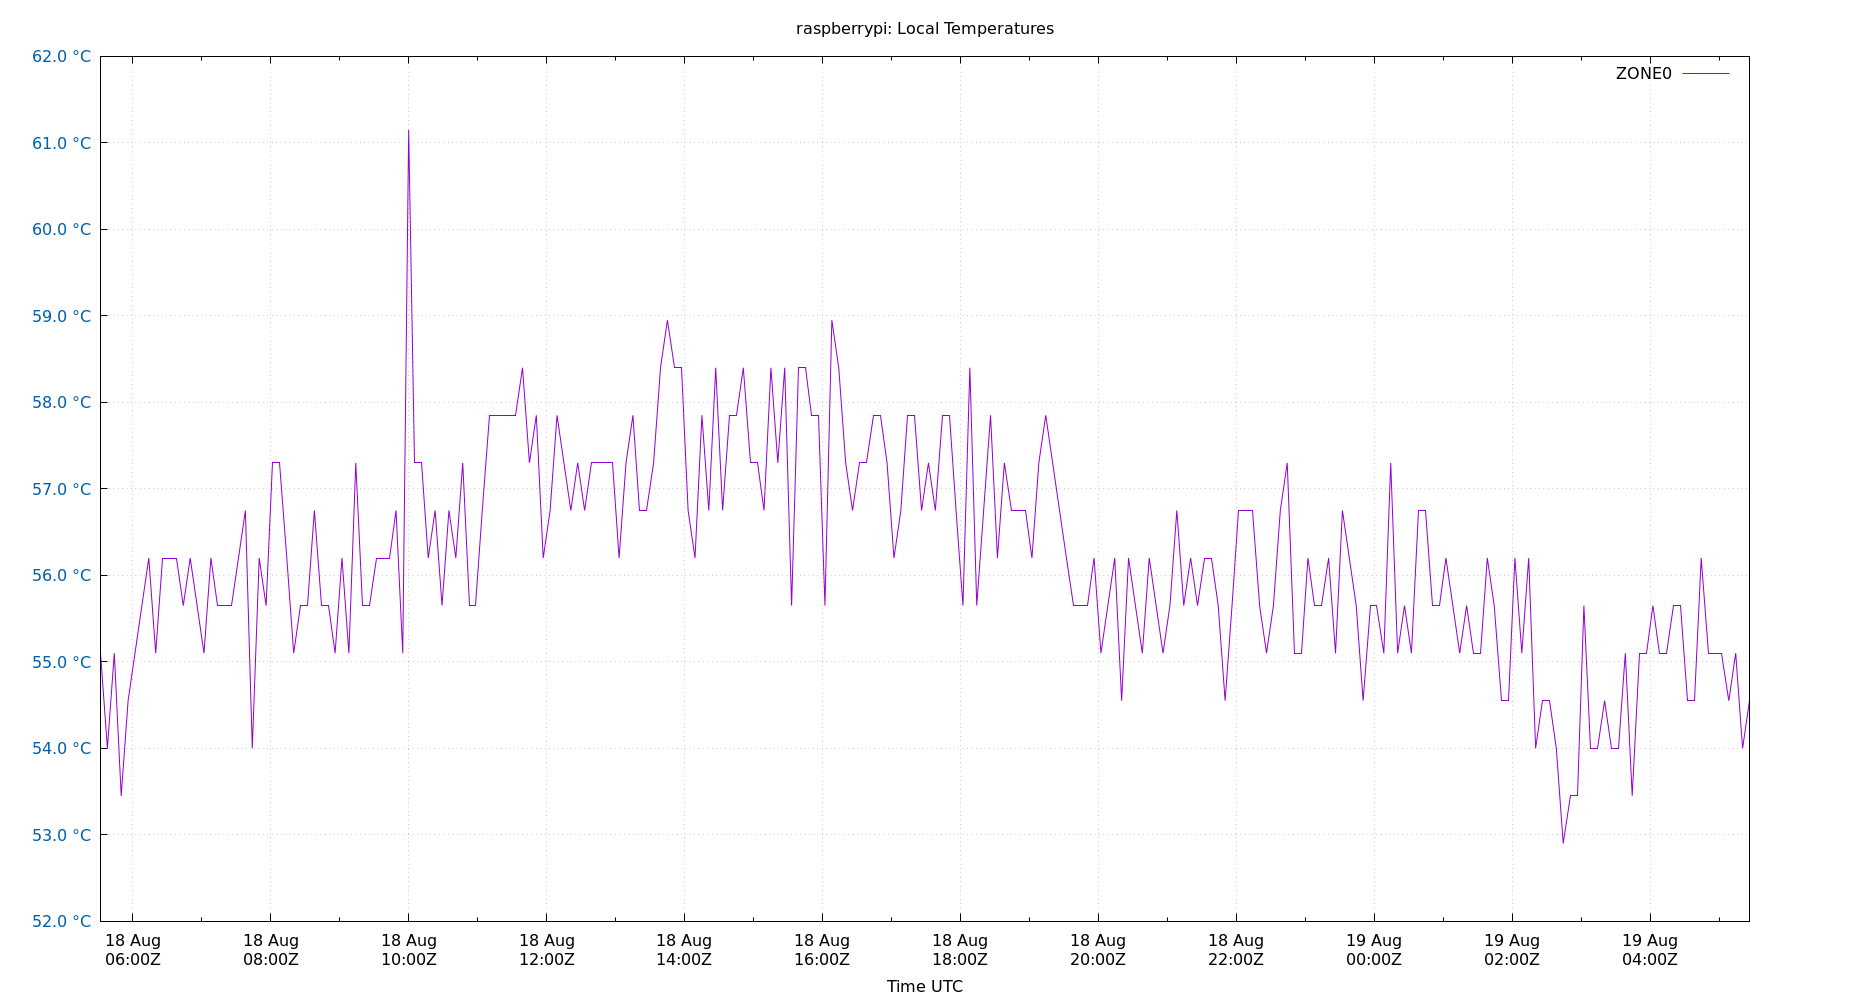 raspberrypi: Local Temperatures
62.0 °C
ZONE0
61.0 °C
60.0 °C
59.0 °C
58.0 °C
57.0 °C
56.0 °C
55.0 °C
54.0 °C
53.0 °C
52.0 °C
18 Aug 18 Aug 18 Aug 18 Aug 18 Aug 18 Aug 18 Aug 18 Aug 18 Aug 19 Aug 19 Aug 19 Aug
06:00Z 08:00Z 10:00Z 12:00Z 14:00Z 16:00Z 18:00Z 20:00Z 22:00Z 00:00Z 02:00Z 04:00Z
Time UTC